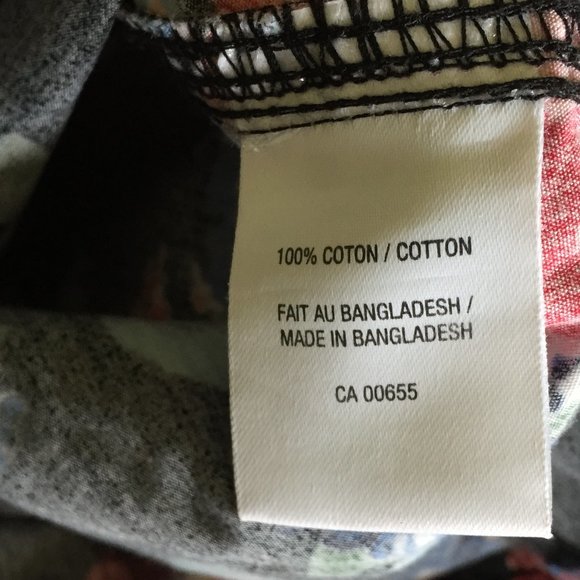 100% COTON / COTTON
FAIT AU BANGLADESH /
MADE IN BANGLADESH
CA 00655